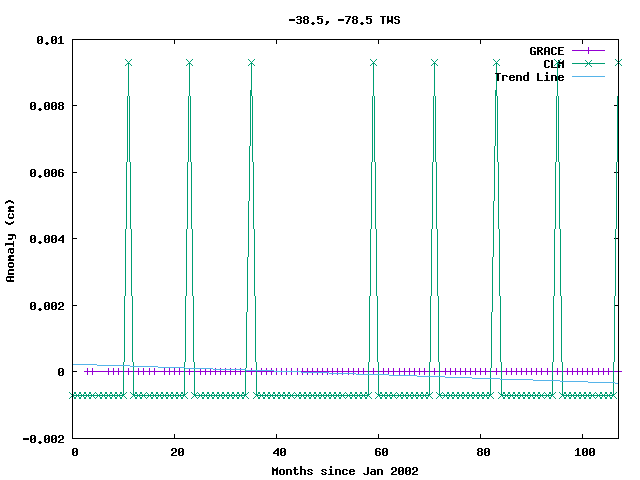 -38.5, -78.5 TWS
GRACE
CLM
Trend Line
0.01
0.008
0.006
0.004
0.002
0
-0.002
Anomaly (cm)
0 20 40 60 80 100
Months since Jan 2002